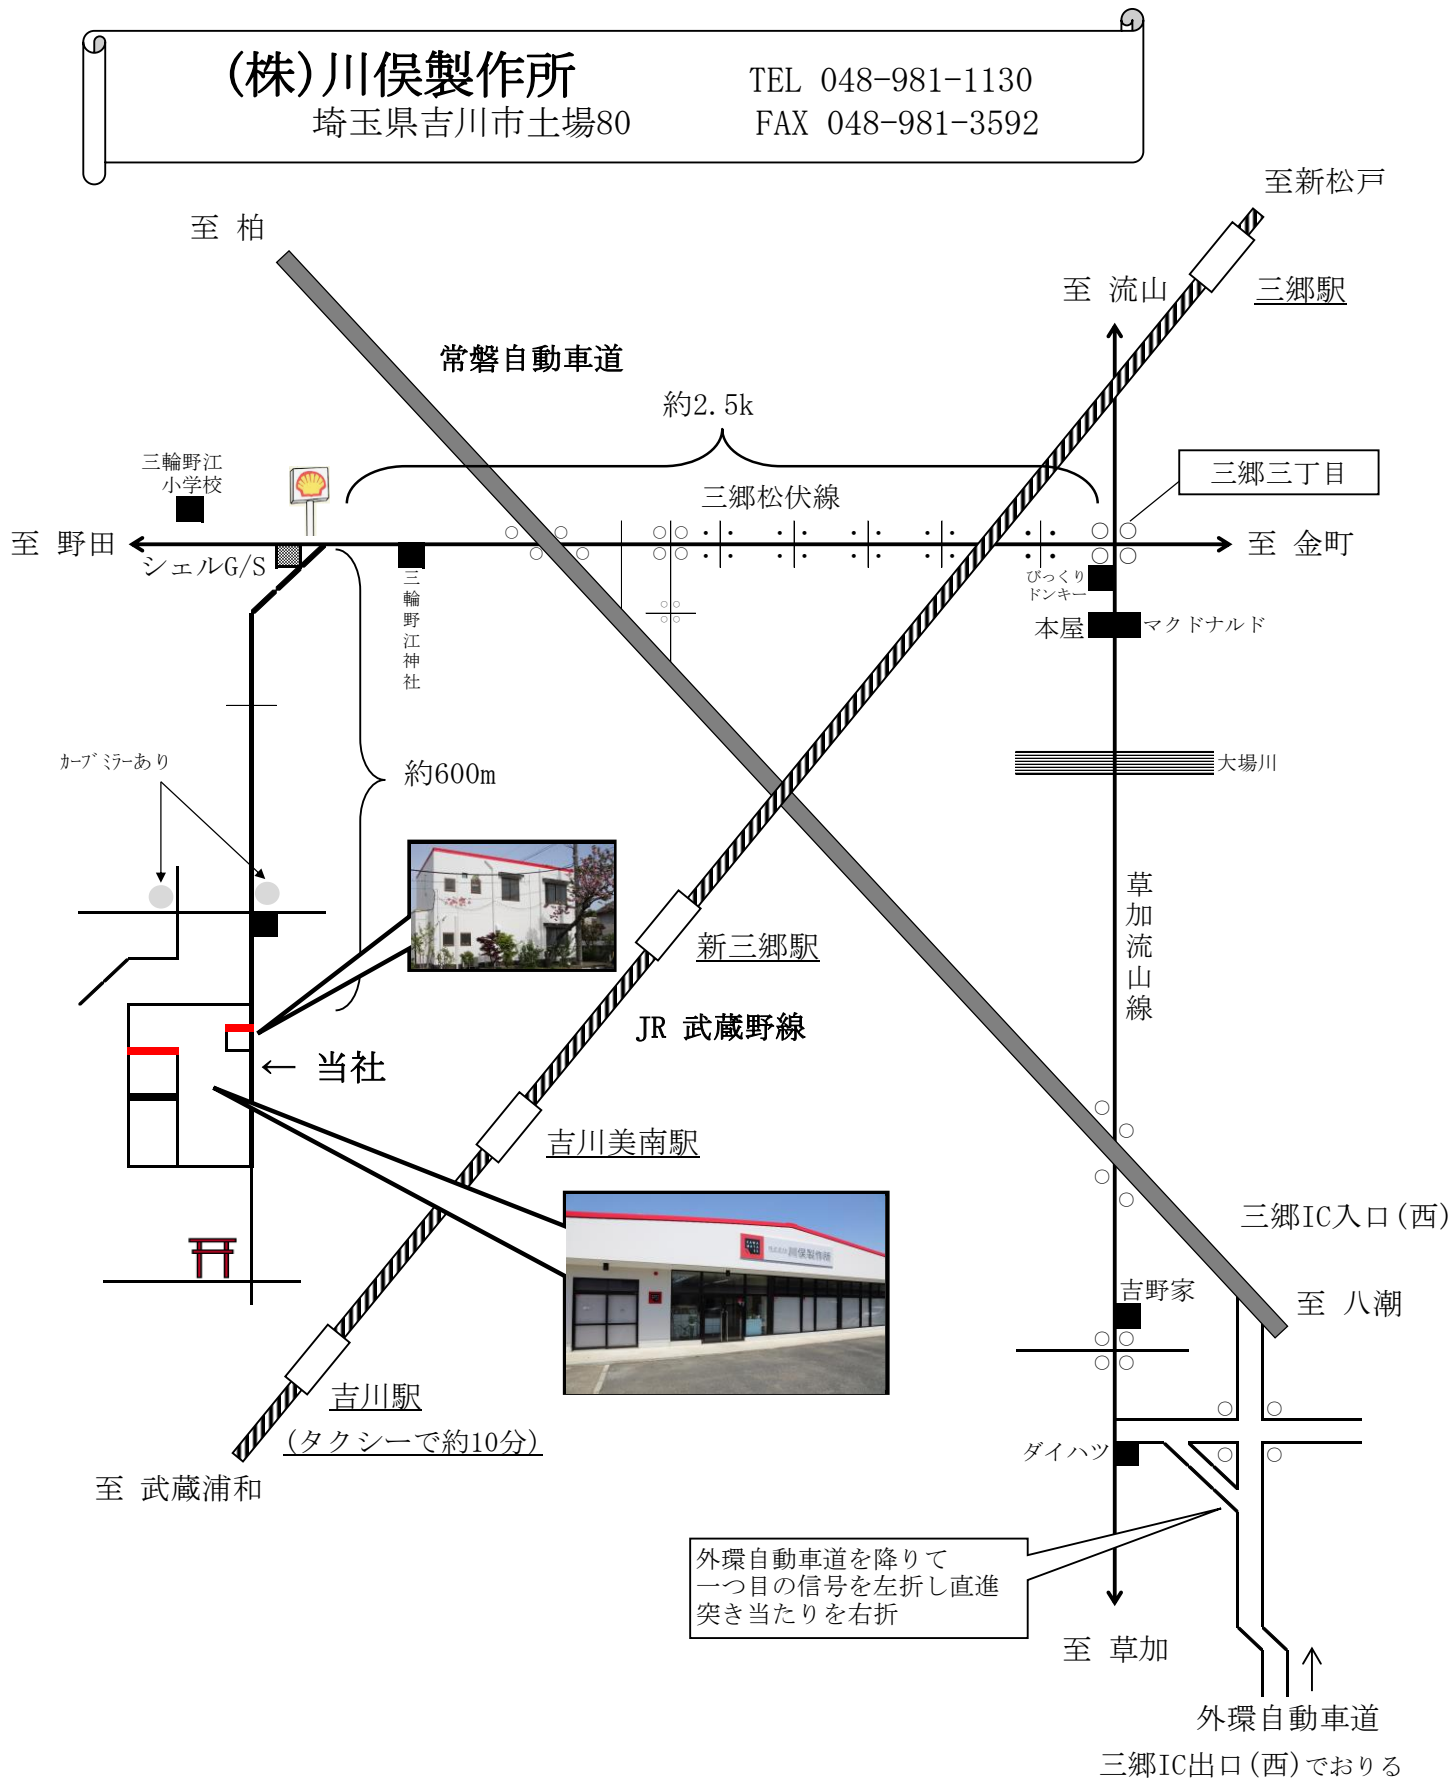 (株)川俣製作所
TEL 048-981-1130
埼玉県吉川市土場80
FAX 048-981-3592
至新松戸
至 柏
至 流山
三郷駅
常磐自動車道
約2.5k
三輪野江
小学校
三郷三丁目
三郷松伏線
至 野田
至 金町
シェルG/S
びっくり
ドンキー
三輪野江神社
本屋
マクドナルド
カーブミラーあり
約600m
大場川
草加流山線
新三郷駅
JR 武蔵野線
← 当社
吉川美南駅
三郷IC入口(西)
川俣製作所
吉野家
至 八潮
吉川駅
(タクシーで約10分)
ダイハツ
至 武蔵浦和
外環自動車道を降りて
一つ目の信号を左折し直進
突き当たりを右折
至 草加
外環自動車道
三郷IC出口(西)でおりる